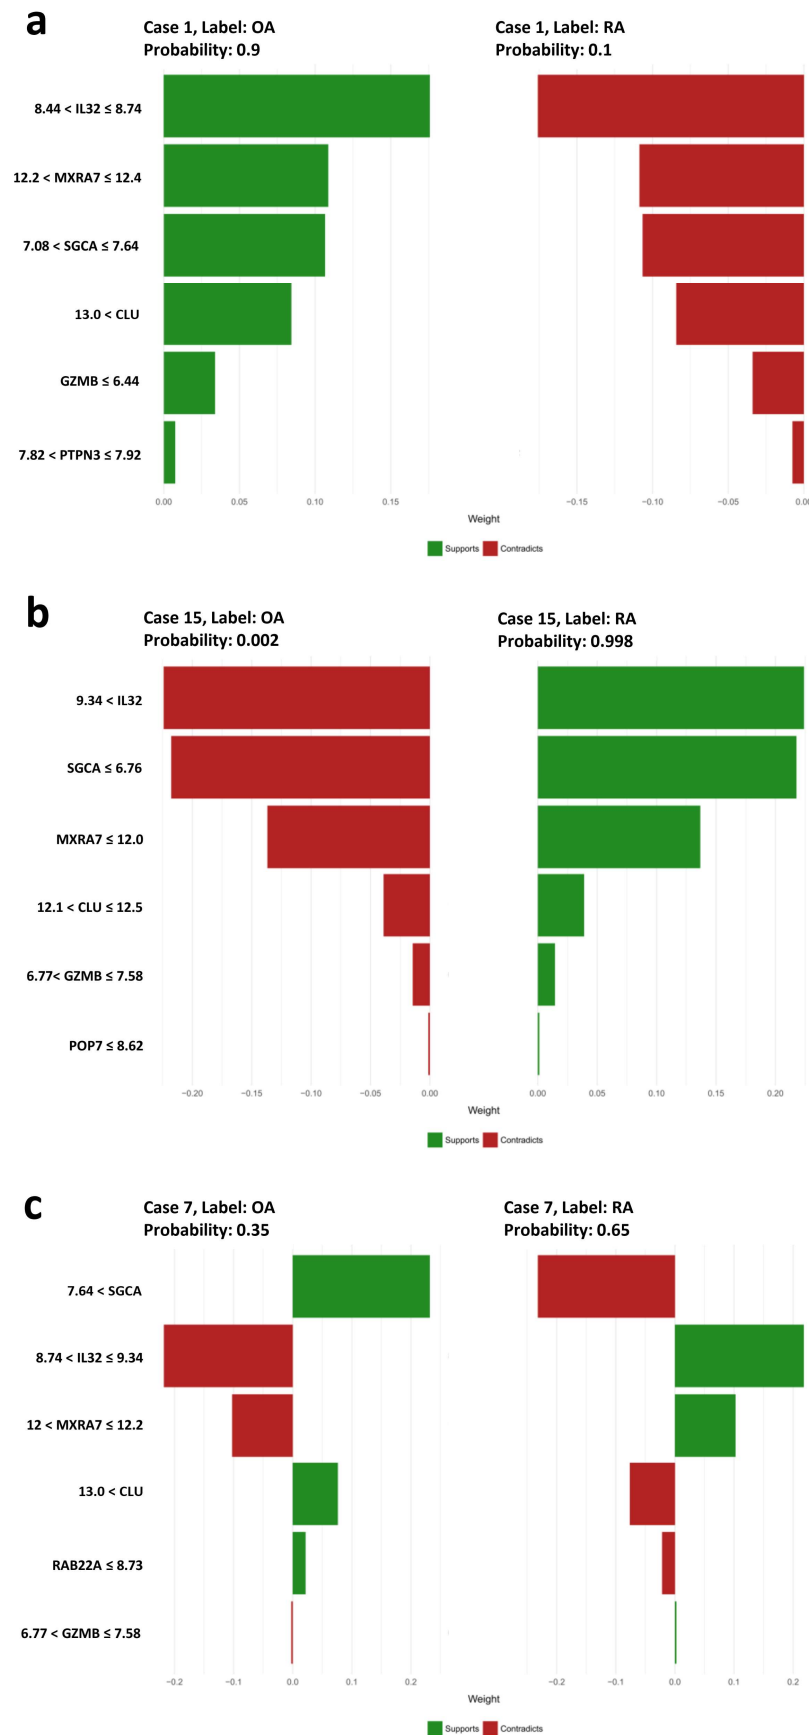 a
Case 1, Label: OA
Probability: 0.9
Case 1, Label: RA
Probability: 0.1
8.44 < IL32 ≤ 8.74
12.2 < MXRA7 ≤ 12.4
7.08 < SGCA ≤ 7.64
13.0 < CLU
GZMB ≤ 6.44
7.82 < PTPN3 ≤ 7.92
0.00 0.05 0.10 0.15
−0.15 −0.10 −0.05 0.0
Weight
Supports Contradicts
b
Case 15, Label: OA
Probability: 0.002
Case 15, Label: RA
Probability: 0.998
9.34 < IL32
SGCA ≤ 6.76
MXRA7 ≤ 12.0
12.1 < CLU ≤ 12.5
6.77< GZMB ≤ 7.58
POP7 ≤ 8.62
−0.20 −0.15 −0.10 −0.05 0.00
0.00 0.05 0.10 0.15 0.20
Weight
Supports Contradicts
c
Case 7, Label: OA
Probability: 0.35
Case 7, Label: RA
Probability: 0.65
7.64 < SGCA
8.74 < IL32 ≤ 9.34
12 < MXRA7 ≤ 12.2
13.0 < CLU
RAB22A ≤ 8.73
6.77 < GZMB ≤ 7.58
−0.2 −0.1 0.0 0.1 0.2
−0.2 −0.1 0.0 0.1 0.2
Weight
Supports Contradicts